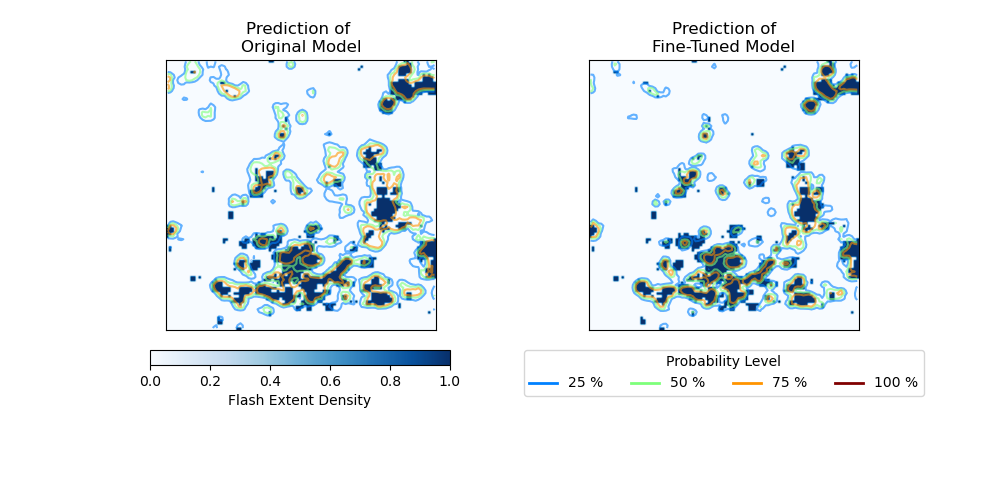 Prediction of
Original Model
Prediction of
Fine-Tuned Model
0.0 0.2 0.4 0.6 0.8 1.0
Flash Extent Density
Probability Level
25 % 50 % 75 % 100 %